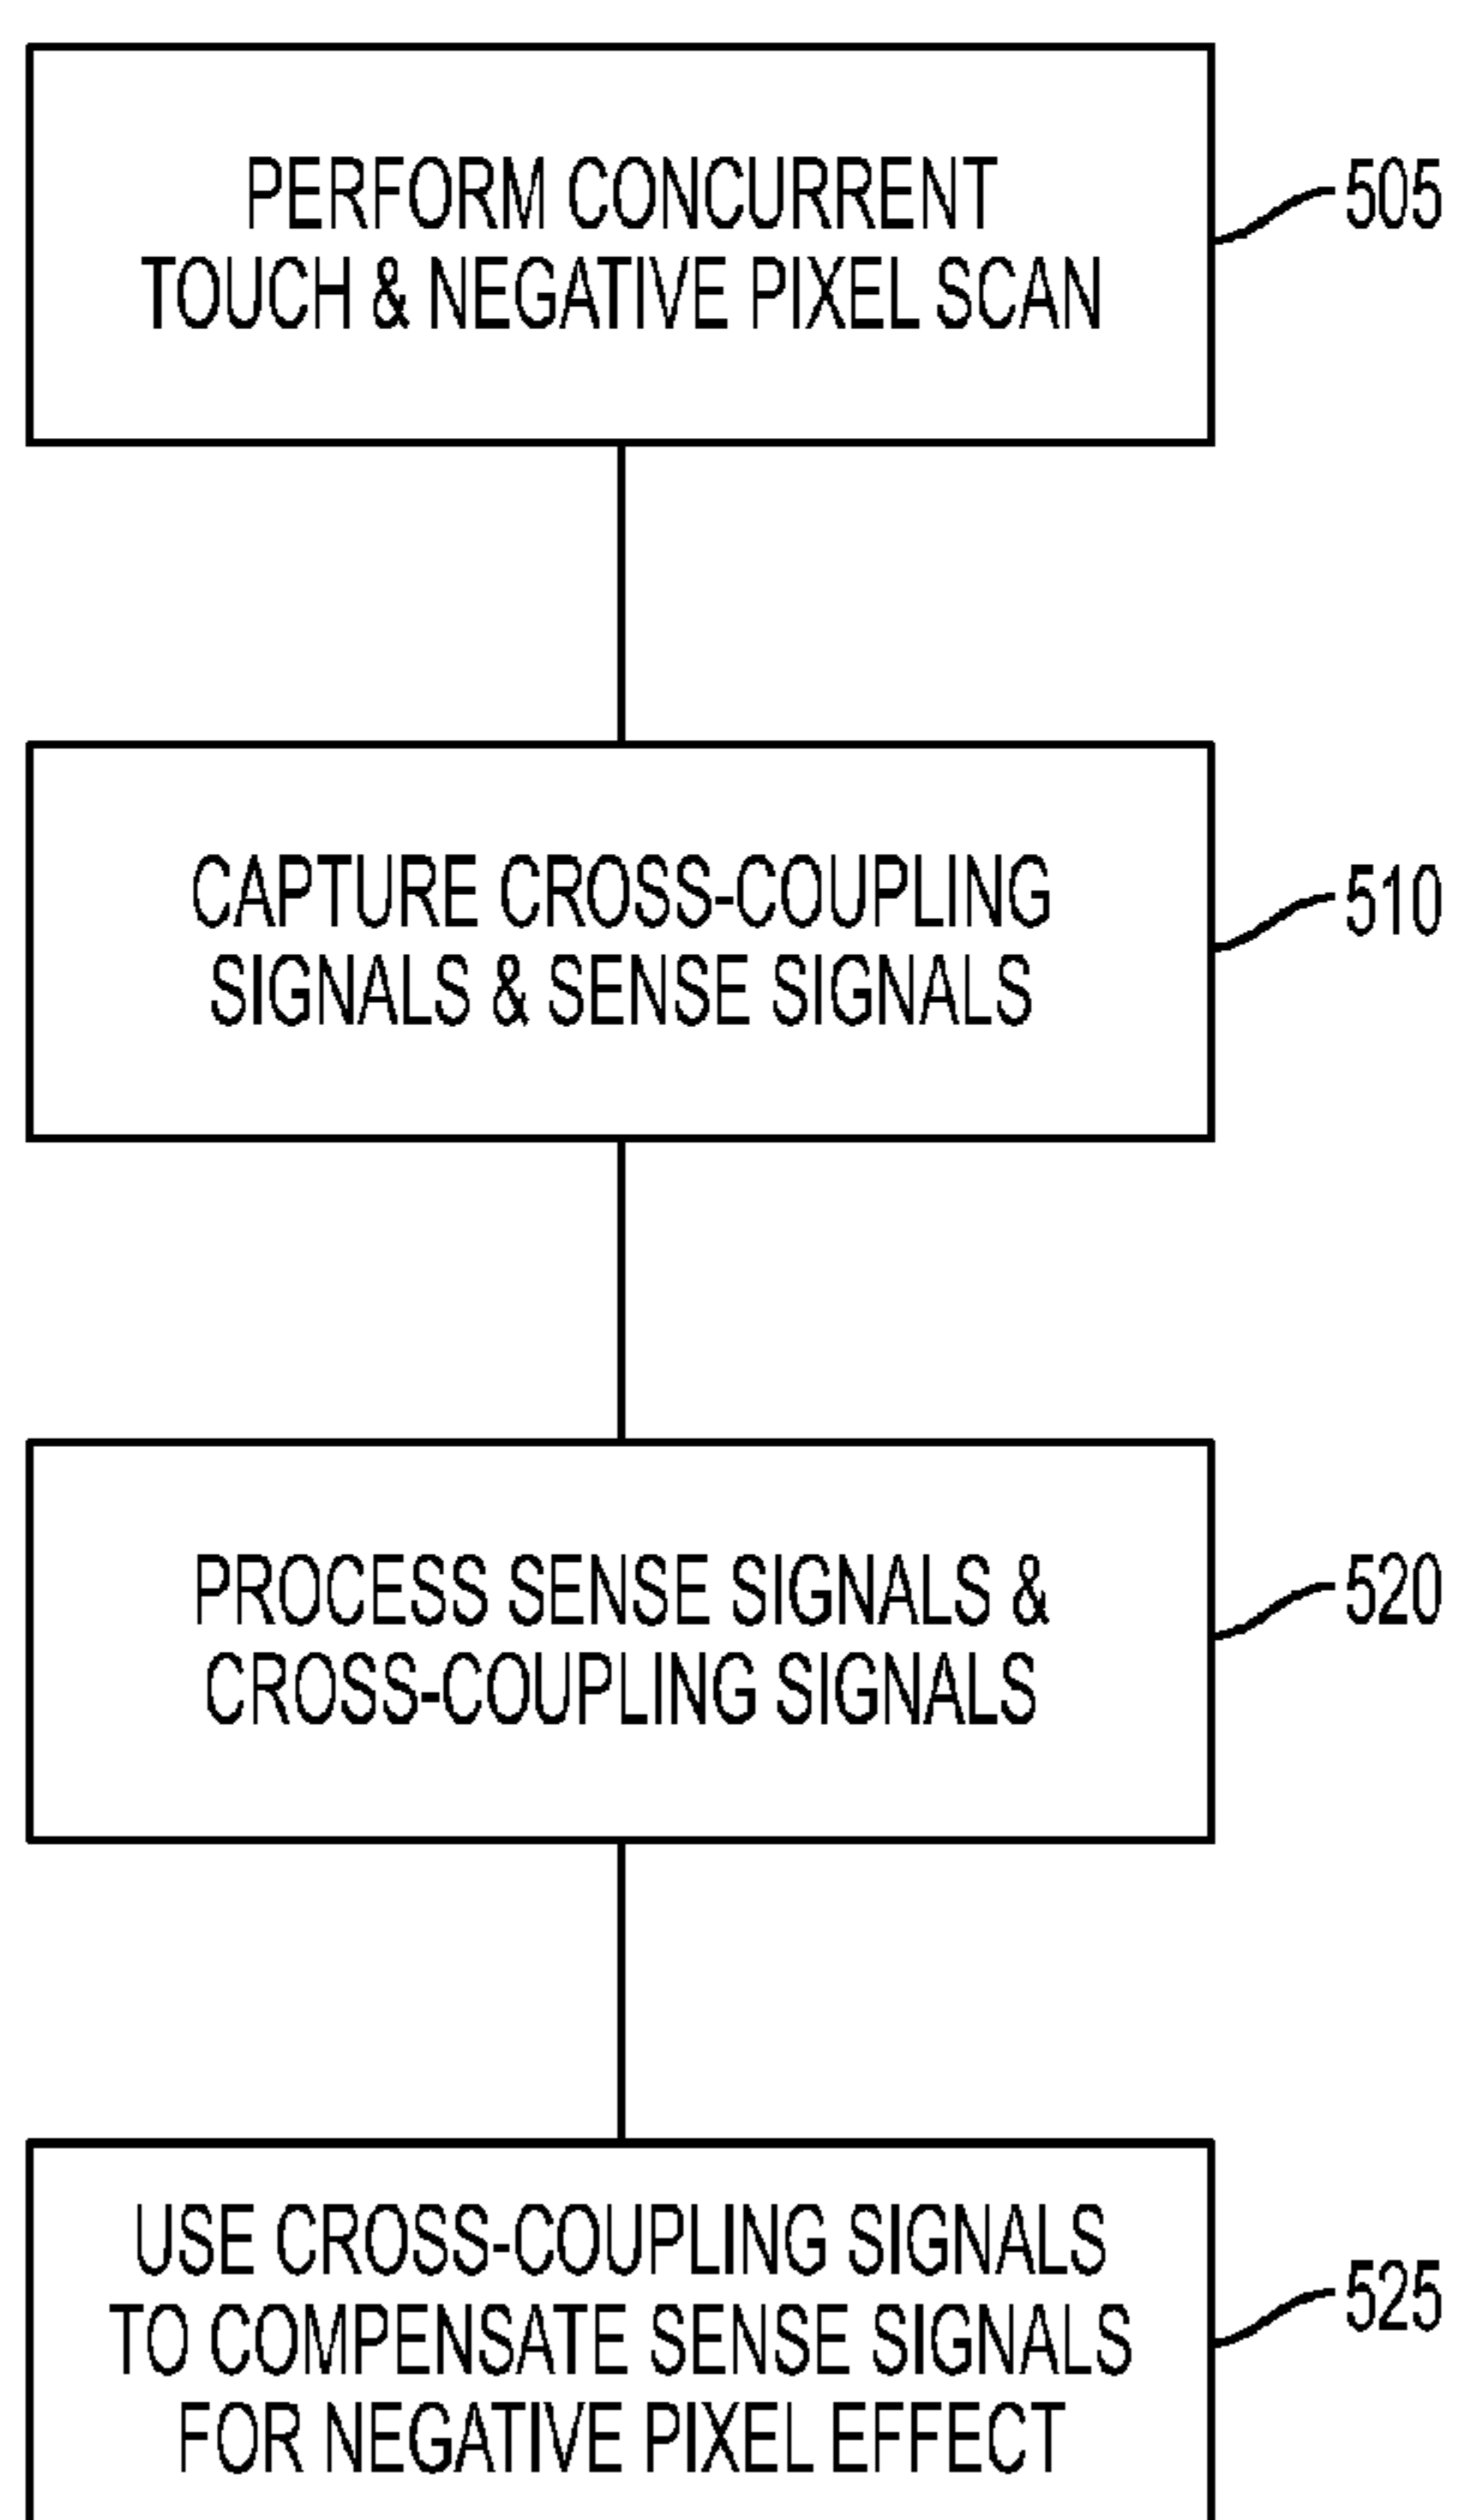 PERFORM CONCURRENT
TOUCH & NEGATIVE PIXEL SCAN
505
CAPTURE CROSS-COUPLING
SIGNALS & SENSE SIGNALS
510
PROCESS SENSE SIGNALS &
CROSS-COUPLING SIGNALS
520
USE CROSS-COUPLING SIGNALS
TO COMPENSATE SENSE SIGNALS
FOR NEGATIVE PIXEL EFFECT
525